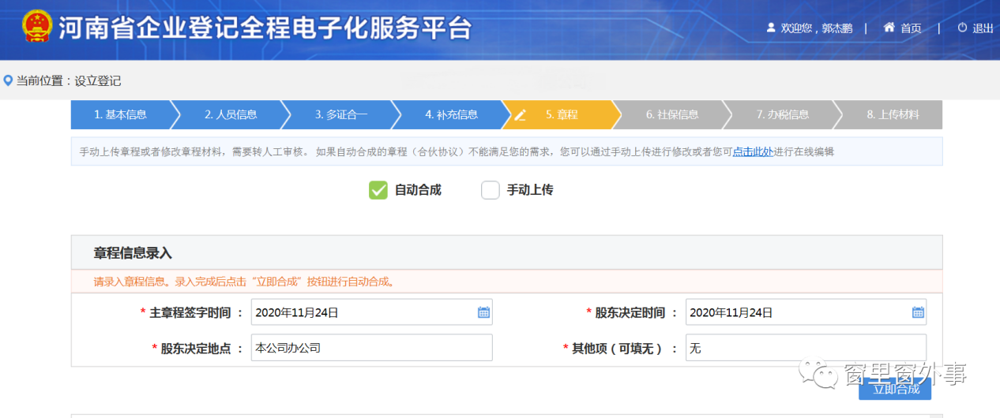 河南省企业登记全程电子化服务平台
欢迎您，郭杰鹏 | 首页 | 退出
当前位置：设立登记
1. 基本信息 2. 人员信息 3. 多证合一 4. 补充信息 5. 章程 6. 社保信息 7. 办税信息 8. 上传材料
手动上传章程或者修改章程材料，需要转人工审核。 如果自动合成的章程（合伙协议）不能满足您的需求，您可以通过手动上传进行修改或者您可点击此处进行在线编辑
自动合成 手动上传
章程信息录入
请录入章程信息。录入完成后点击“立即合成”按钮进行自动合成。
* 主章程签字时间 ： 2020年11月24日 * 股东决定时间 ： 2020年11月24日
* 股东决定地点 ： 本公司办公司 * 其他项（可填无） ： 无
窗里窗外事
立即合成